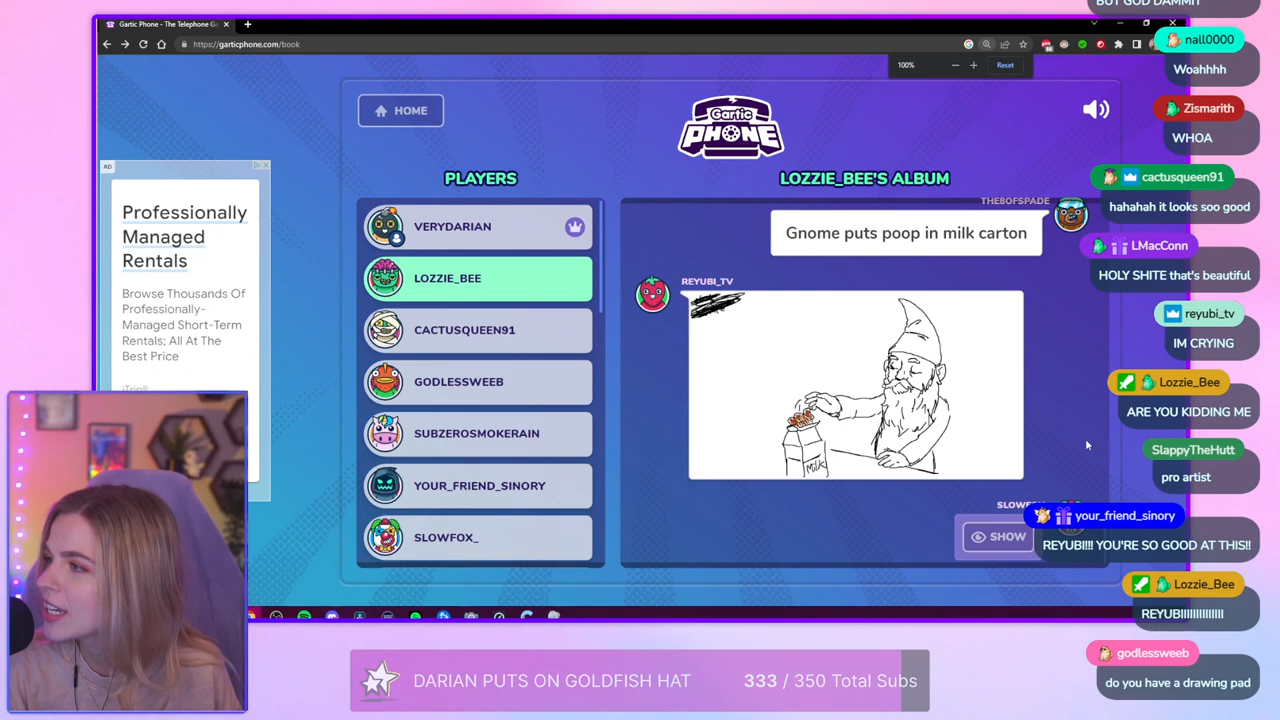 Gartic Phone - The Telephone Ga
https://garticphone.com/book
100%
Reset
HOME
Gartic
PHONE
AD
Professionally
Managed
Rentals
Browse Thousands Of
Professionally-
Managed Short-Term
Rentals; All At The
Best Price
PLAYERS
VERYDARIAN
LOZZIE_BEE
CACTUSQUEEN91
GODLESSWEEB
SUBZEROSMOKERAIN
YOUR_FRIEND_SINORY
SLOWFOX_
LOZZIE_BEE'S ALBUM
THE8OFSPADE
Gnome puts poop in milk carton
REYUBI_TV
Milk
SHOW
BUT GOD DAMMIT
nall0000
Woahhhh
Zismarith
WHOA
cactusqueen91
hahahah it looks soo good
LMacConn
HOLY SHITE that's beautiful
reyubi_tv
IM CRYING
Lozzie_Bee
ARE YOU KIDDING ME
SlappyTheHutt
pro artist
your_friend_sinory
REYUBI!!! YOU'RE SO GOOD AT THIS!!
Lozzie_Bee
godlessweeb
do you have a drawing pad
DARIAN PUTS ON GOLDFISH HAT
333 / 350 Total Subs